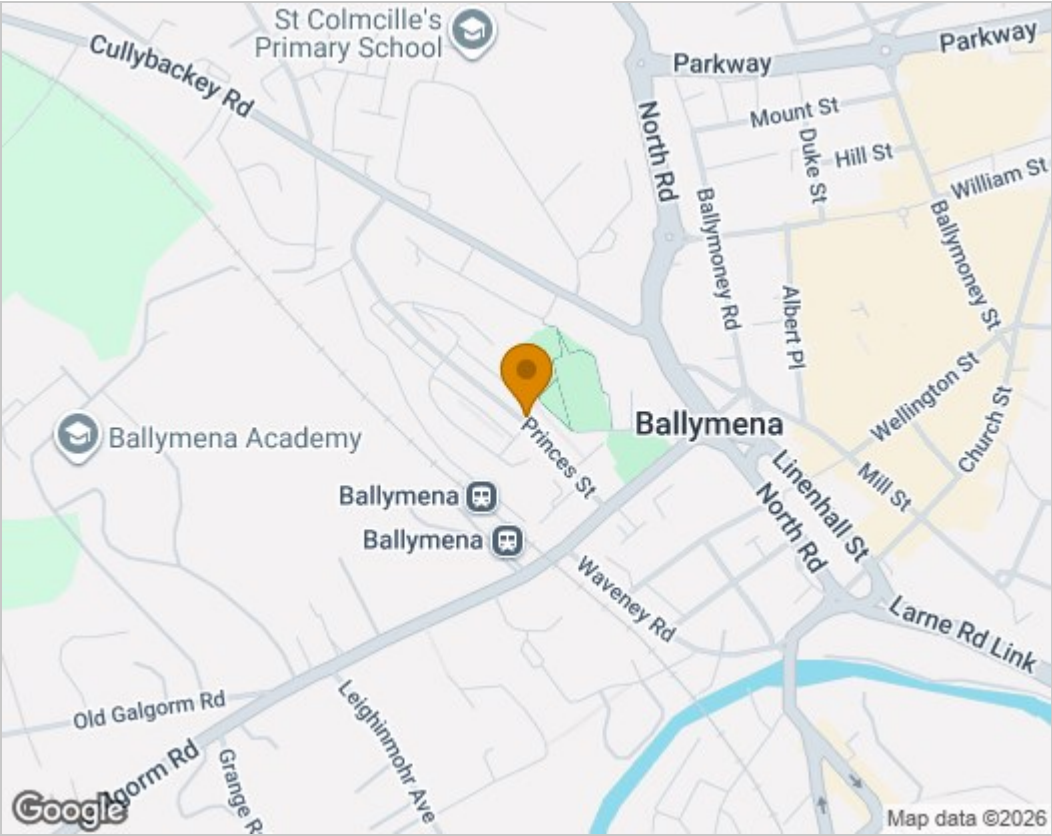 St Colmcille's
Primary School
Cullybackey Rd
Parkway
Parkway
North Rd
Mount St
Duke St
Hill St
William St
Ballymoney Rd
Ballymoney St
Albert Pl
Wellington St
Church St
Ballymena
Ballymena Academy
Princes St
Mill St
Linenhall St
North Rd
Ballymena
Ballymena
Waveney Rd
Larne Rd Link
Old Galgorm Rd
Leighinmohr Ave
Grange R
Google
Map data ©2026